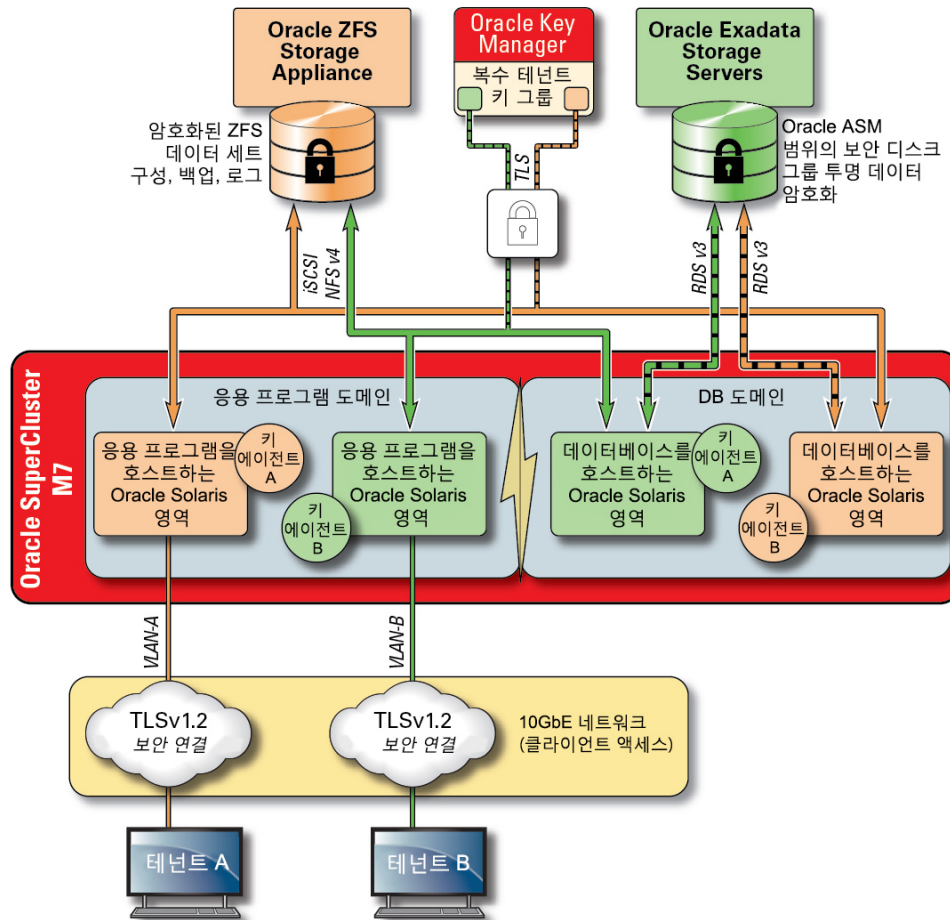 Oracle ZFS
Storage
Appliance
암호화된 ZFS
데이터 세트
구성, 백업, 로그
Oracle Key
Manager
복수 테넌트
키 그룹
TLS
Oracle Exadata
Storage
Servers
Oracle ASM
범위의 보안 디스크
그룹 투명 데이터
암호화
iSCSI
NFS v4
RDS v3
RDS v3
Oracle SuperCluster
M7
응용 프로그램 도메인
응용 프로그램을
호스트하는
Oracle Solaris
영역
키
에이전트
A
응용 프로그램을
호스트하는
Oracle Solaris
영역
키
에이전트
B
DB 도메인
데이터베이스를
호스트하는
Oracle Solaris
영역
키
에이전트
A
데이터베이스를
호스트하는
Oracle Solaris
영역
키
에이전트
B
VLAN-A
VLAN-B
TLSv1.2
보안 연결
TLSv1.2
보안 연결
10GbE 네트워크
(클라이언트 액세스)
테넌트 A
테넌트 B